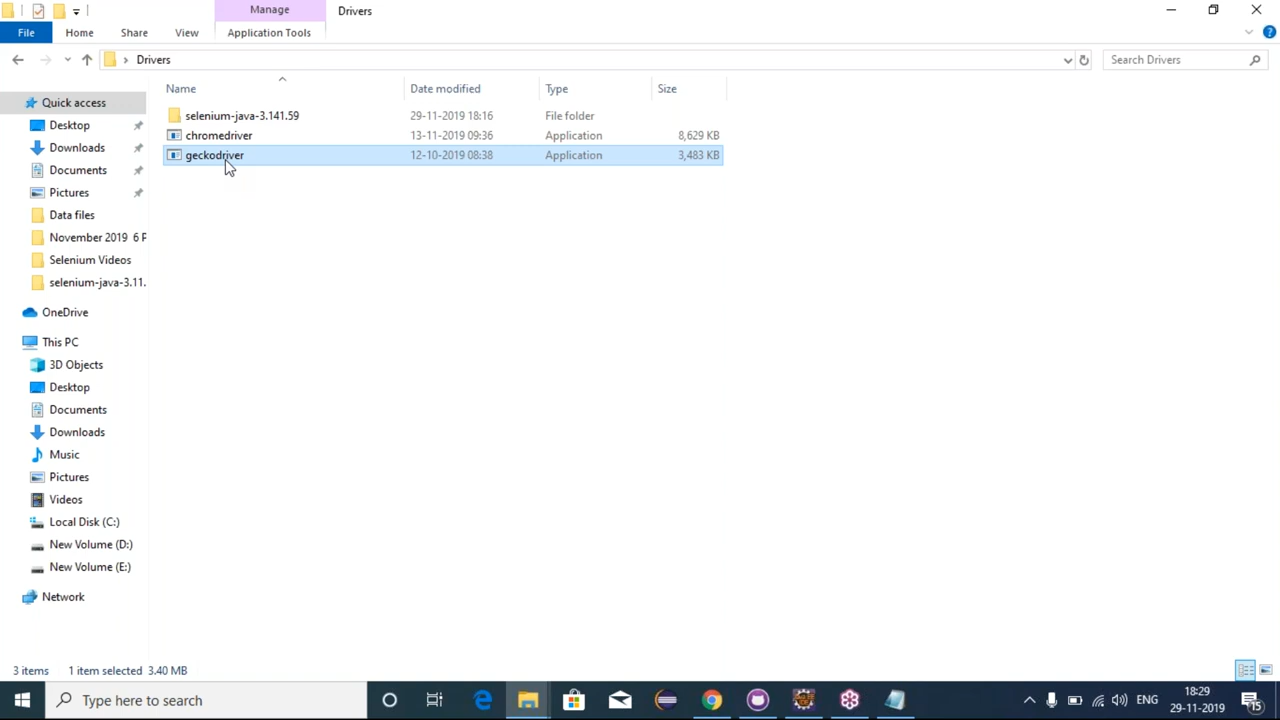 Manage
Drivers
File
Home
Share
View
Application Tools
Drivers
Search Drivers
Name
Date modified
Type
Size
Quick access
Desktop
Downloads
Documents
Pictures
Data files
November 2019 6 P
Selenium Videos
selenium-java-3.11.
OneDrive
This PC
3D Objects
Desktop
Documents
Downloads
Music
Pictures
Videos
Local Disk (C:)
New Volume (D:)
New Volume (E:)
Network
selenium-java-3.141.59 29-11-2019 18:16 File folder
chromedriver 13-11-2019 09:36 Application 8,629 KB
geckodriver 12-10-2019 08:38 Application 3,483 KB
3 items 1 item selected 3.40 MB
Type here to search
ENG
18:29
29-11-2019
15